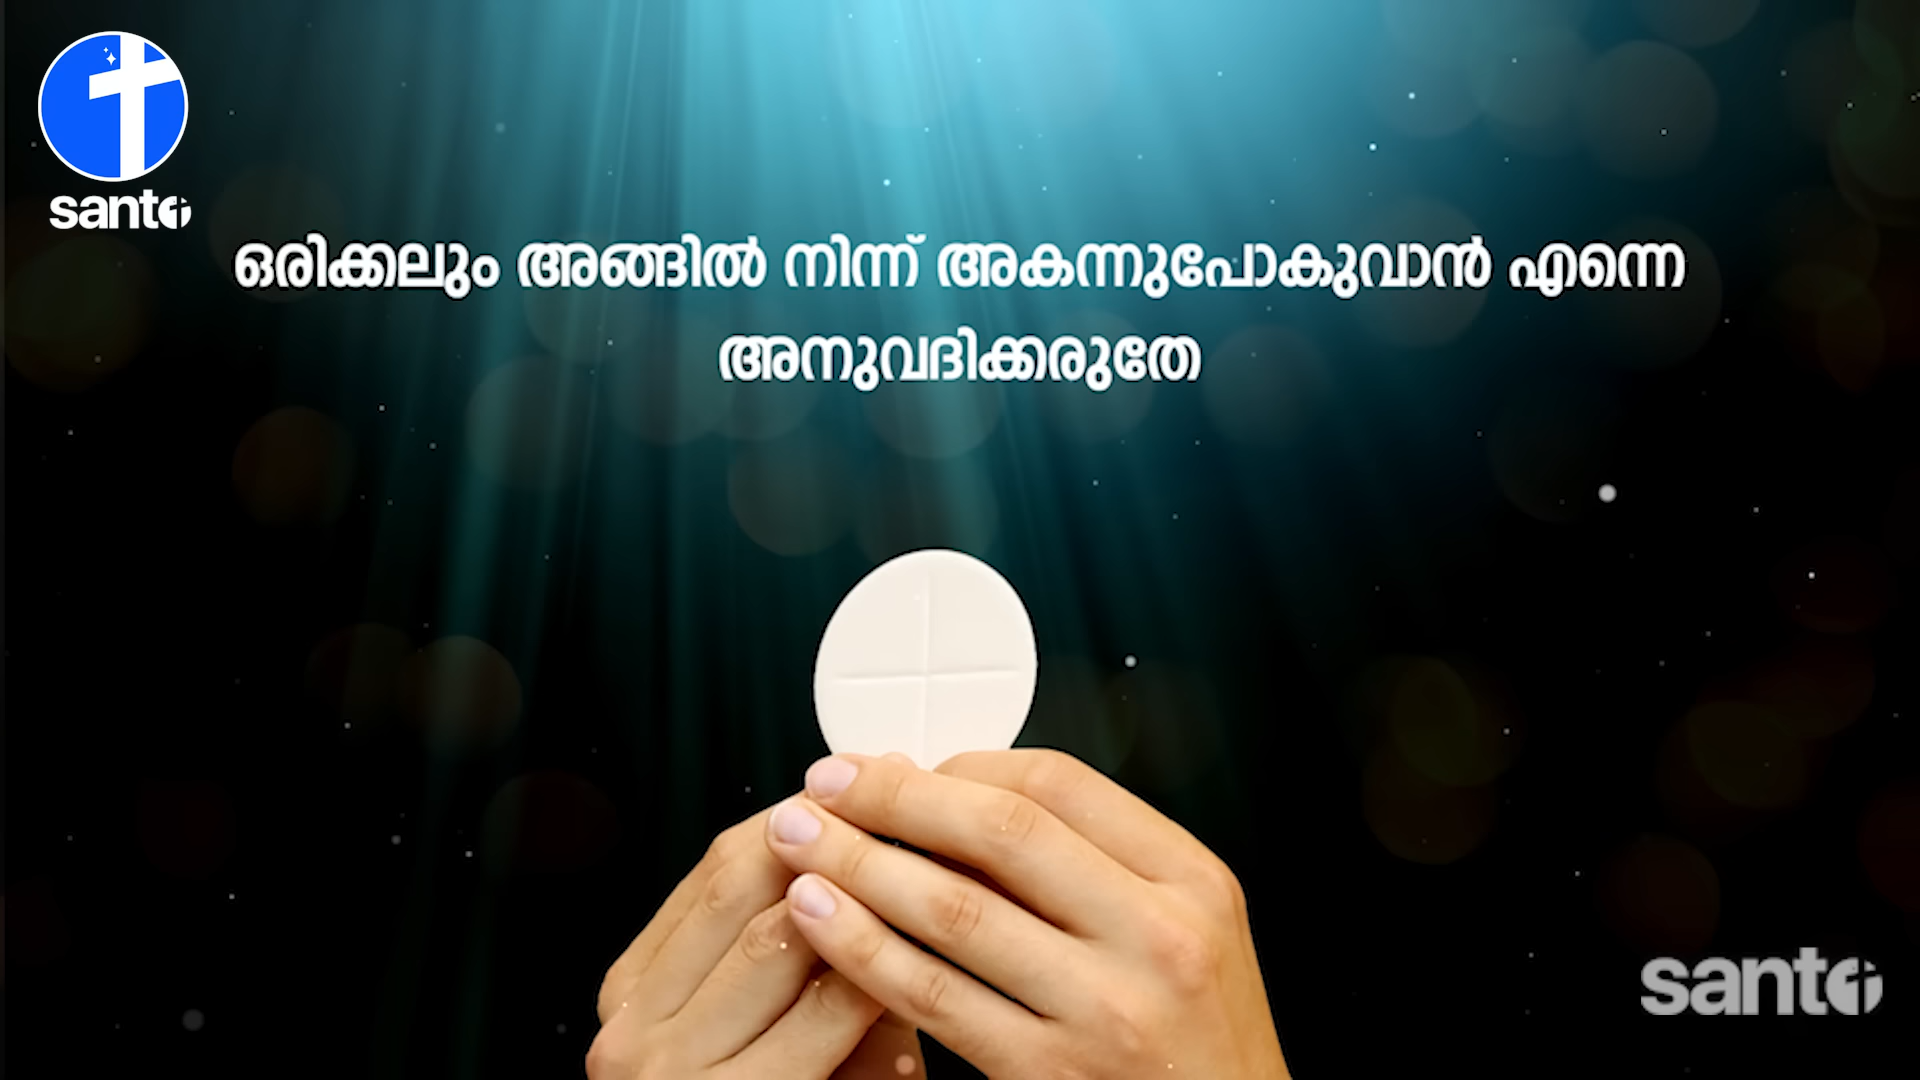 santo
ഒരിക്കലും അങ്ങിൽ നിന്ന് അകന്നുപോകുവാൻ എന്നെ
അനുവദിക്കരുതേ
santo